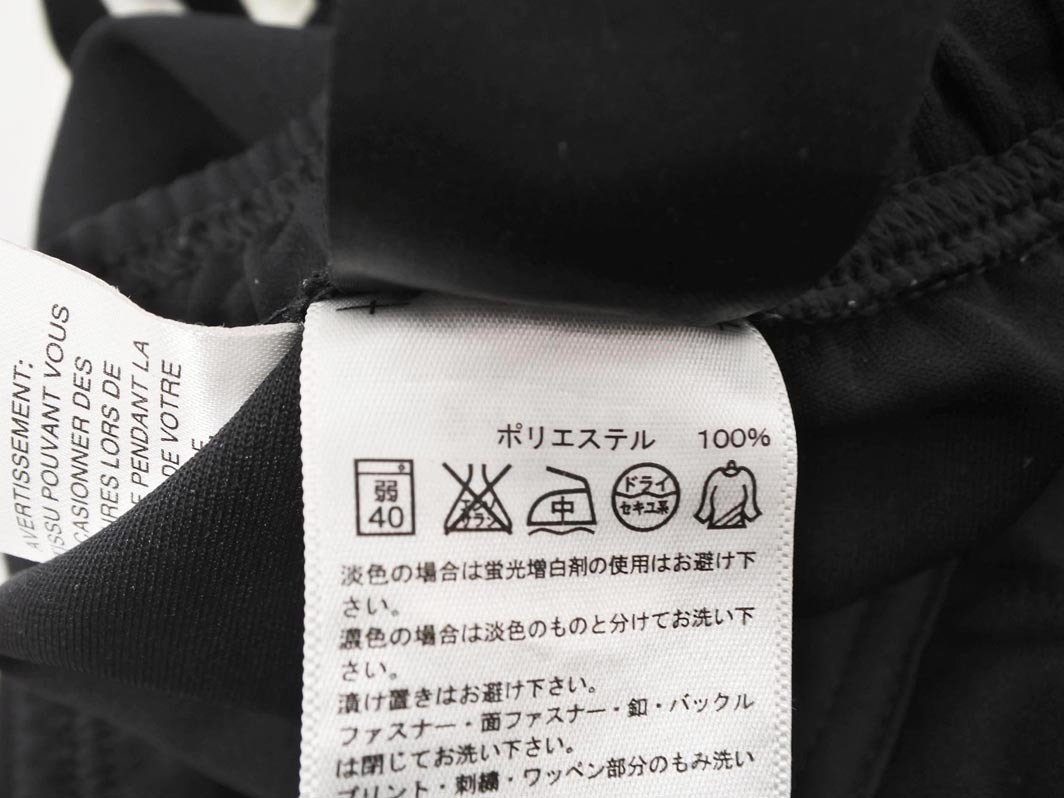 AVERTISSEMENT:
POUVANT VOUS
DES
LORS DE
PENDANT LA
DE VOTRE
ポリエステル 100%
弱 40 エンソ サラシ 中 ドライ セキユ系
淡色の場合は蛍光増白剤の使用はお避け下
さい。
濃色の場合は淡色のものと分けてお洗い下
さい。
漬け置きはお避け下さい。
ファスナー・面ファスナー・釦・バックル
は閉じてお洗い下さい。
プリント・刺繍・ワッペン部分のもみ洗い